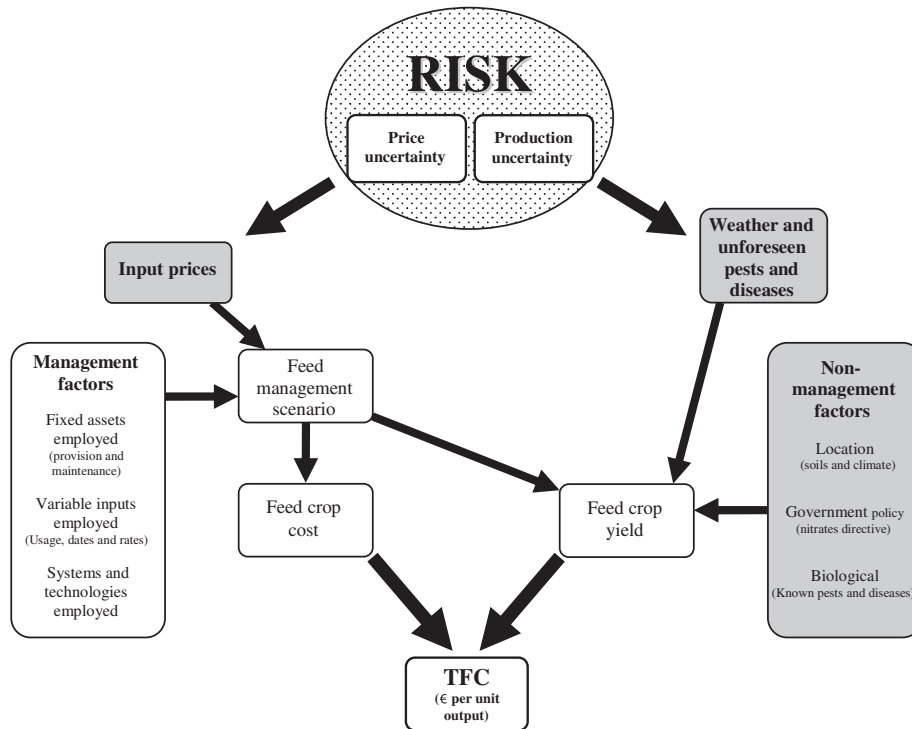 RISK
Price
uncertainty
Production
uncertainty
Input prices
Weather and
unforeseen
pests and
diseases
Management
factors
Fixed assets
employed
(provision and
maintenance)
Variable inputs
employed
(Usage, dates and rates)
Systems and
technologies
employed
Feed
management
scenario
Feed crop
cost
Feed crop
yield
Non-
management
factors
Location
(soils and climate)
Government policy
(nitrates directive)
Biological
(Known pests and diseases)
TFC
(€ per unit
output)